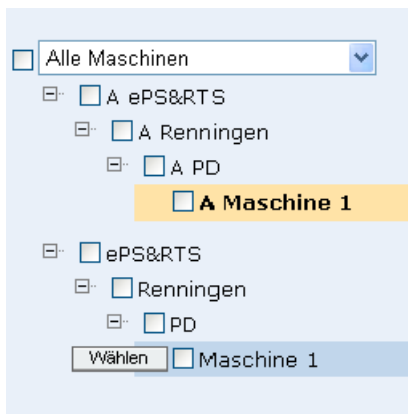 Alle Maschinen
A ePS&RTS
A Renningen
A PD
A Maschine 1
ePS&RTS
Renningen
PD
Wählen Maschine 1